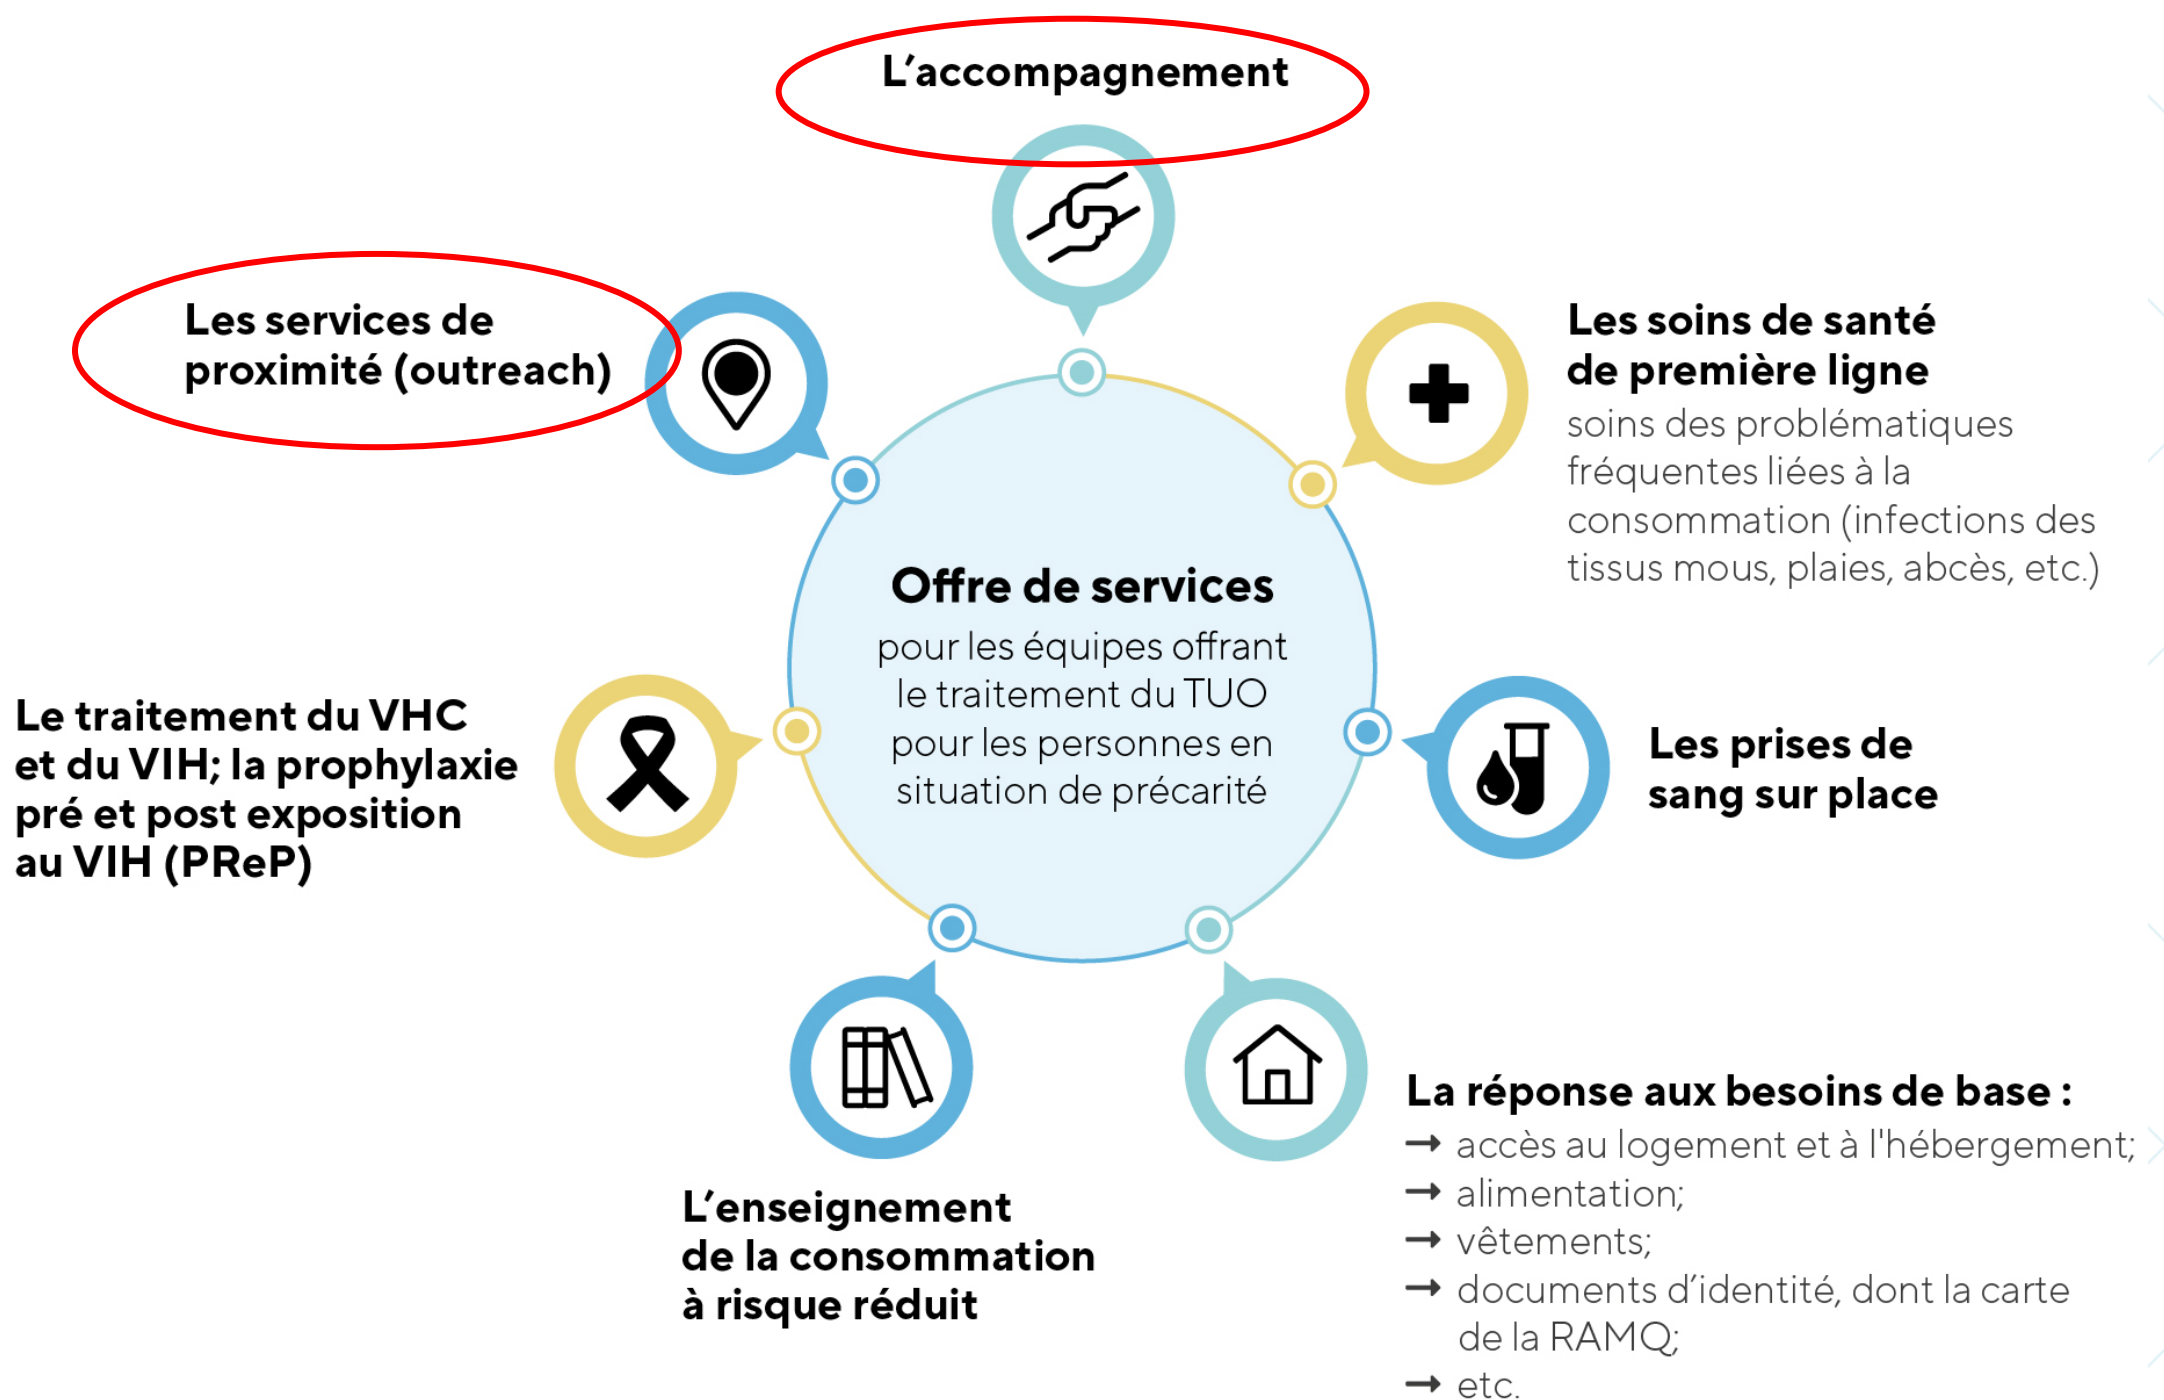 L'accompagnement
Les services de
proximité (outreach)
Les soins de santé
de première ligne
soins des problématiques
fréquentes liées à la
consommation (infections des
tissus mous, plaies, abcès, etc.)
Offre de services
pour les équipes offrant
le traitement du TUO
pour les personnes en
situation de précarité
Le traitement du VHC
et du VIH; la prophylaxie
pré et post exposition
au VIH (PReP)
Les prises de
sang sur place
L'enseignement
de la consommation
à risque réduit
La réponse aux besoins de base :
→ accès au logement et à l'hébergement;
→ alimentation;
→ vêtements;
→ documents d'identité, dont la carte
de la RAMQ;
→ etc.